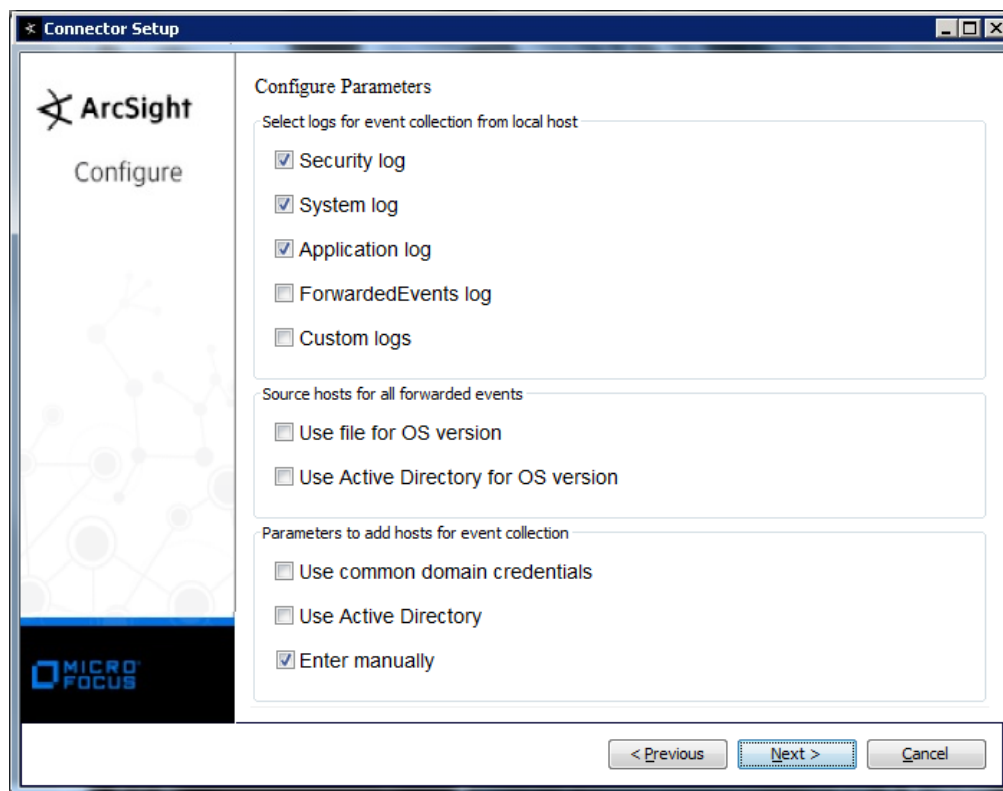 Connector Setup
ArcSight
Configure
Configure Parameters
Select logs for event collection from local host
Security log
System log
Application log
ForwardedEvents log
Custom logs
Source hosts for all forwarded events
Use file for OS version
Use Active Directory for OS version
Parameters to add hosts for event collection
Use common domain credentials
Use Active Directory
Enter manually
MICRO
FOCUS
< Previous
Next >
Cancel